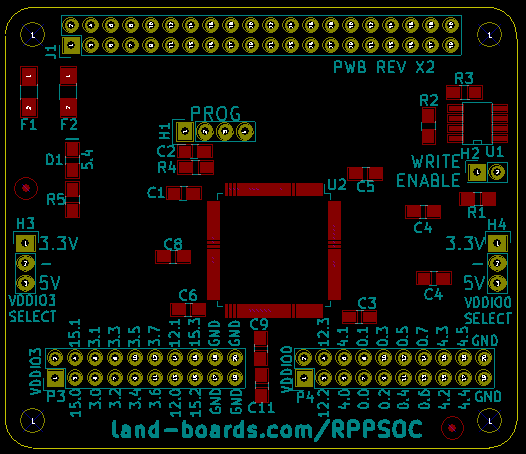 J1
PWB REV X2
F1
F2
R3
R2
PROG
H1
C2
R4
D1
5.4
R5
H2 U1
WRITE
ENABLE
C5
U2
C1
R1
C4
H3
3.3V
-
5V
VDDIO3
SELECT
H4
3.3V
-
5V
VDDIO0
SELECT
C8
C4
C6
C3
C9
C11
15.1
3.1
3.3
3.5
3.7
12.1
15.3
GND
GND
VDDIO3
P3
15.0
3.0
3.2
3.4
3.6
12.0
15.2
GND
GND
12.3
4.1
0.1
0.3
0.5
0.7
4.3
4.5
GND
VDDIO0
P4
12.2
4.0
0.0
0.2
0.4
0.6
4.2
4.4
GND
land-boards.com/RPPSOC